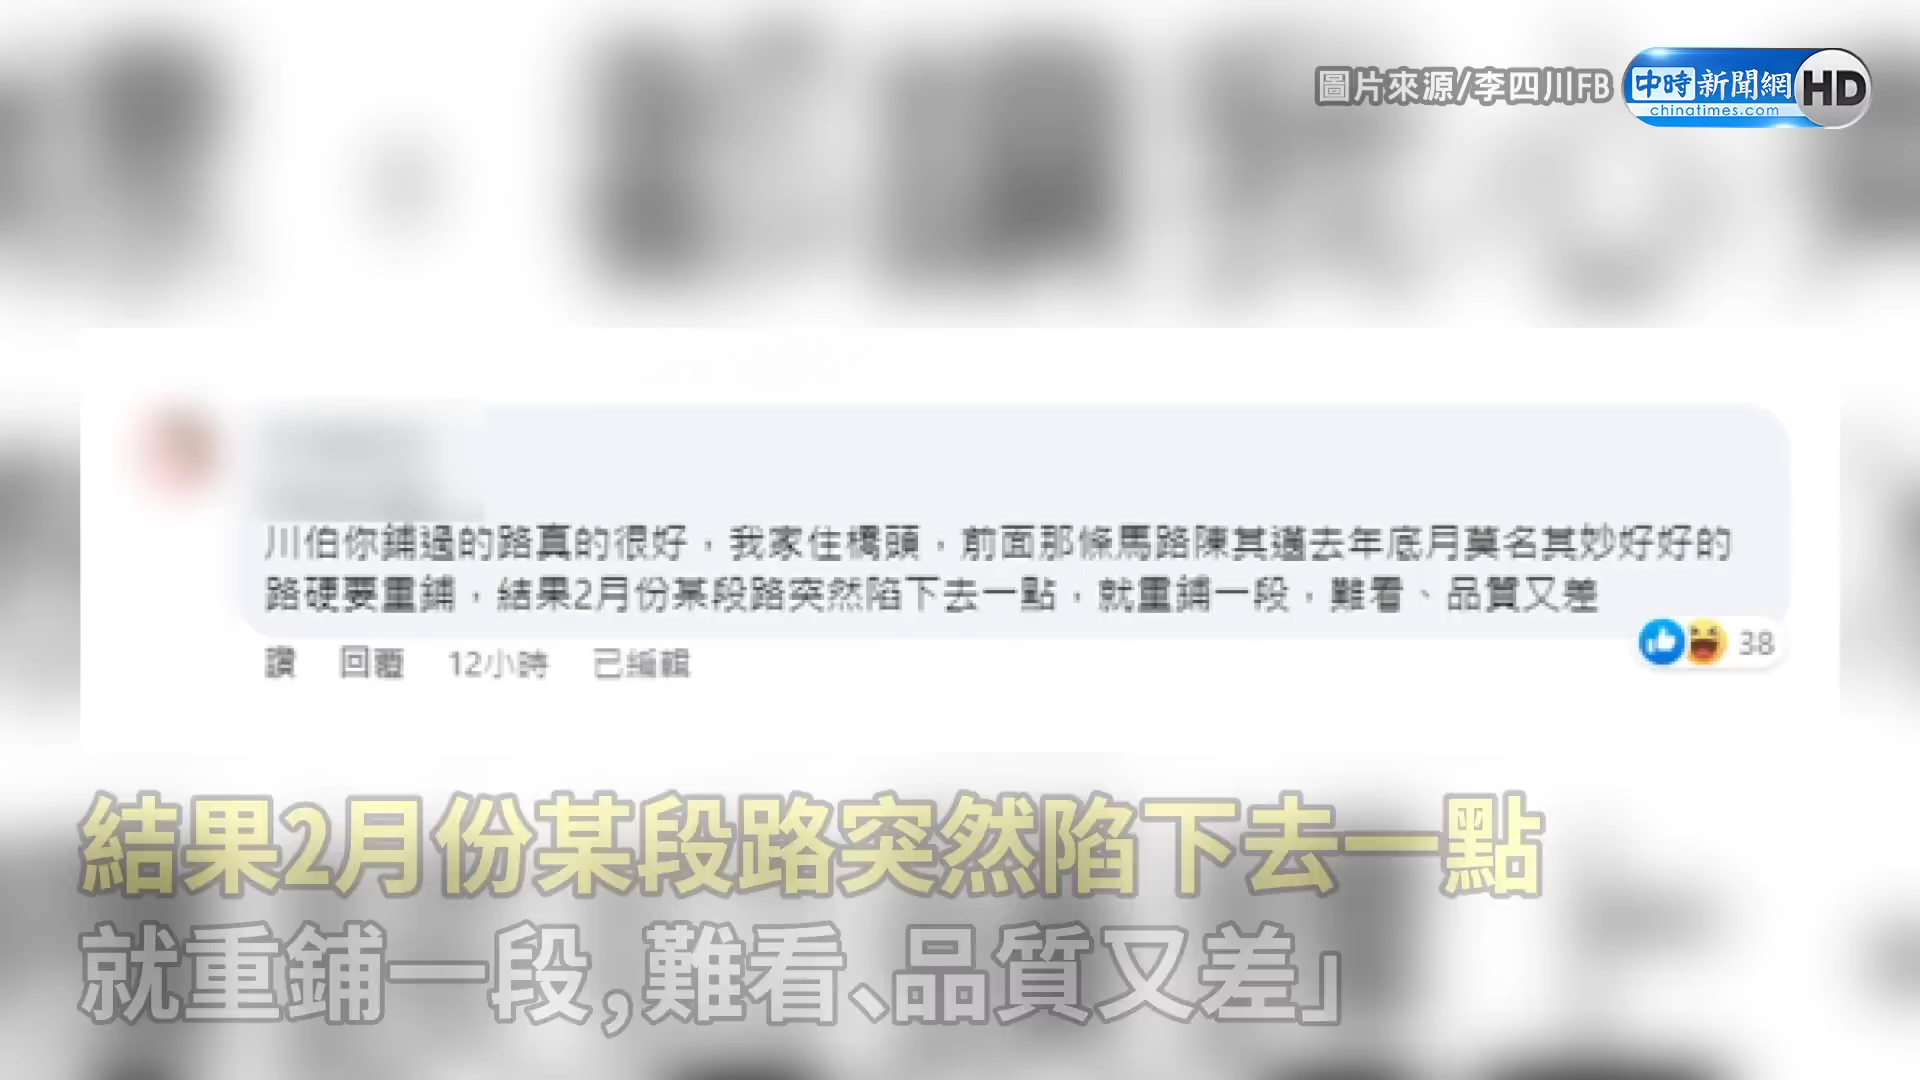 圖片來源/李四川FB
中時新聞網HD
chinatimes.com
川伯你鋪過的路真的很好，我家住橋頭，前面那條馬路陳其邁去年底月莫名其妙好好的
路硬要重鋪，結果2月份某段路突然陷下去一點，就重鋪一段，難看、品質又差
38
讚 回覆 12小時 已編輯
結果2月份某段路突然陷下去一點
就重鋪一段,難看、品質又差」